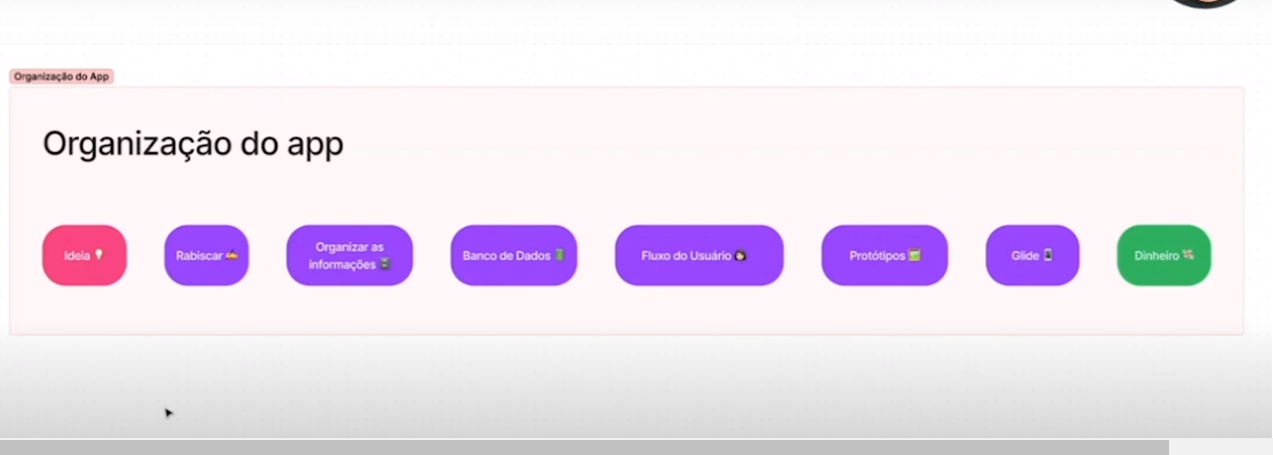 Organização do App
Organização do app
Ideia 💡
Rabiscar ✍️
Organizar as
informações 🗄️
Banco de Dados
Fluxo do Usuário
Protótipos
Glide 📱
Dinheiro 💸